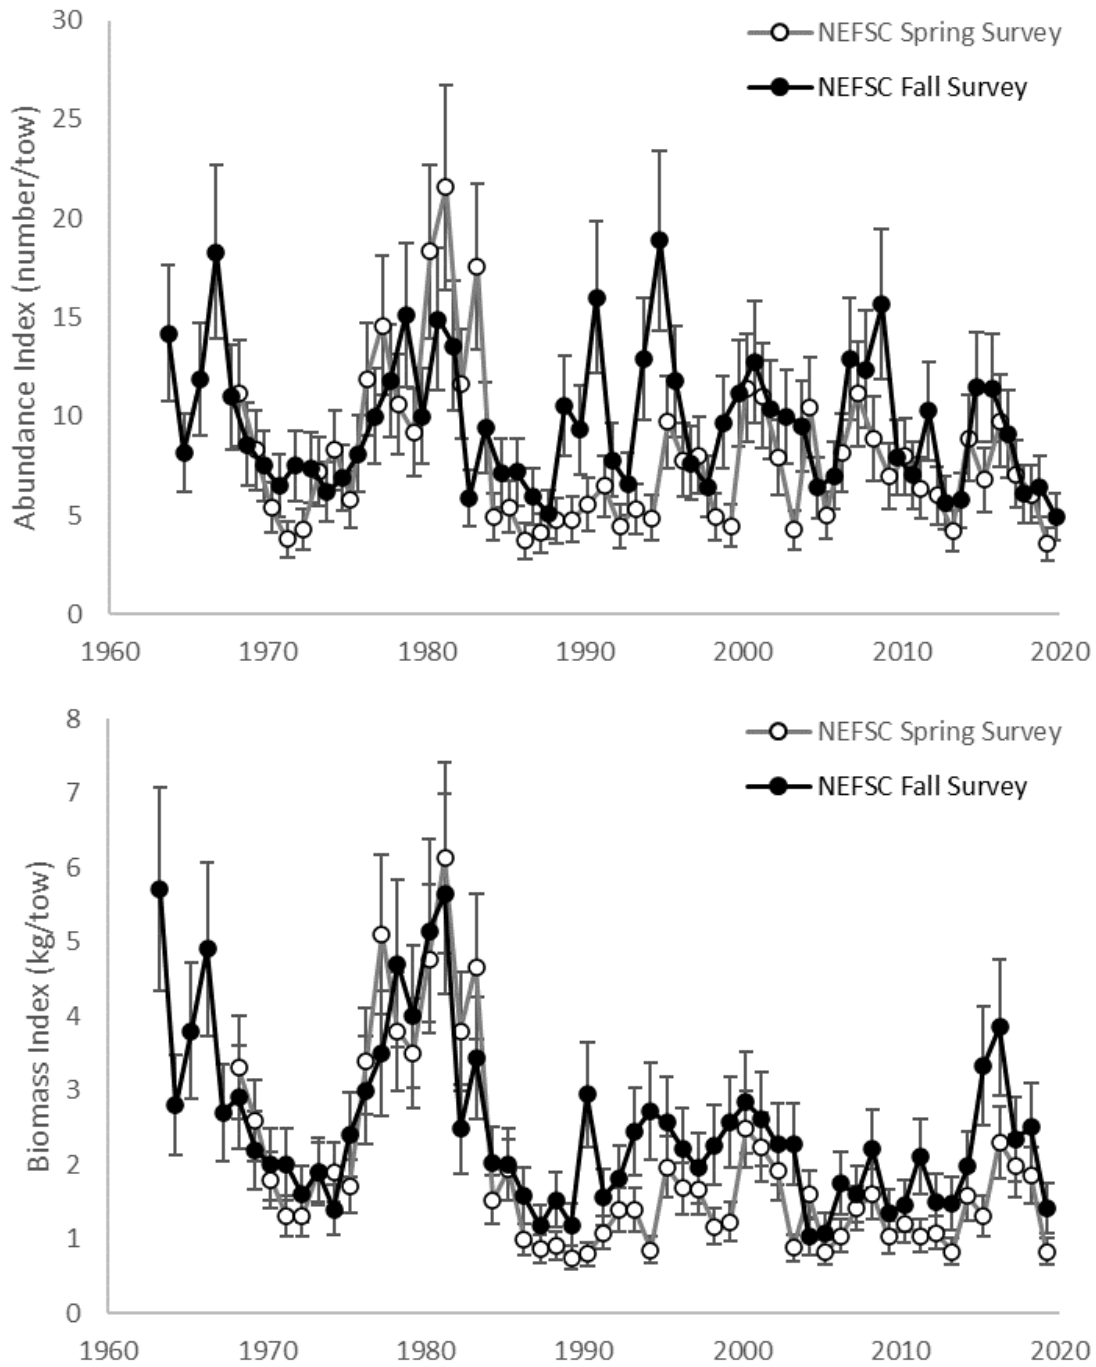 30
NEFSC Spring Survey
NEFSC Fall Survey
25
20
15
10
5
0
Abundance Index (number/tow)
1960 1970 1980 1990 2000 2010 2020
8
NEFSC Spring Survey
NEFSC Fall Survey
7
6
5
4
3
2
1
0
Biomass Index (kg/tow)
1960 1970 1980 1990 2000 2010 2020